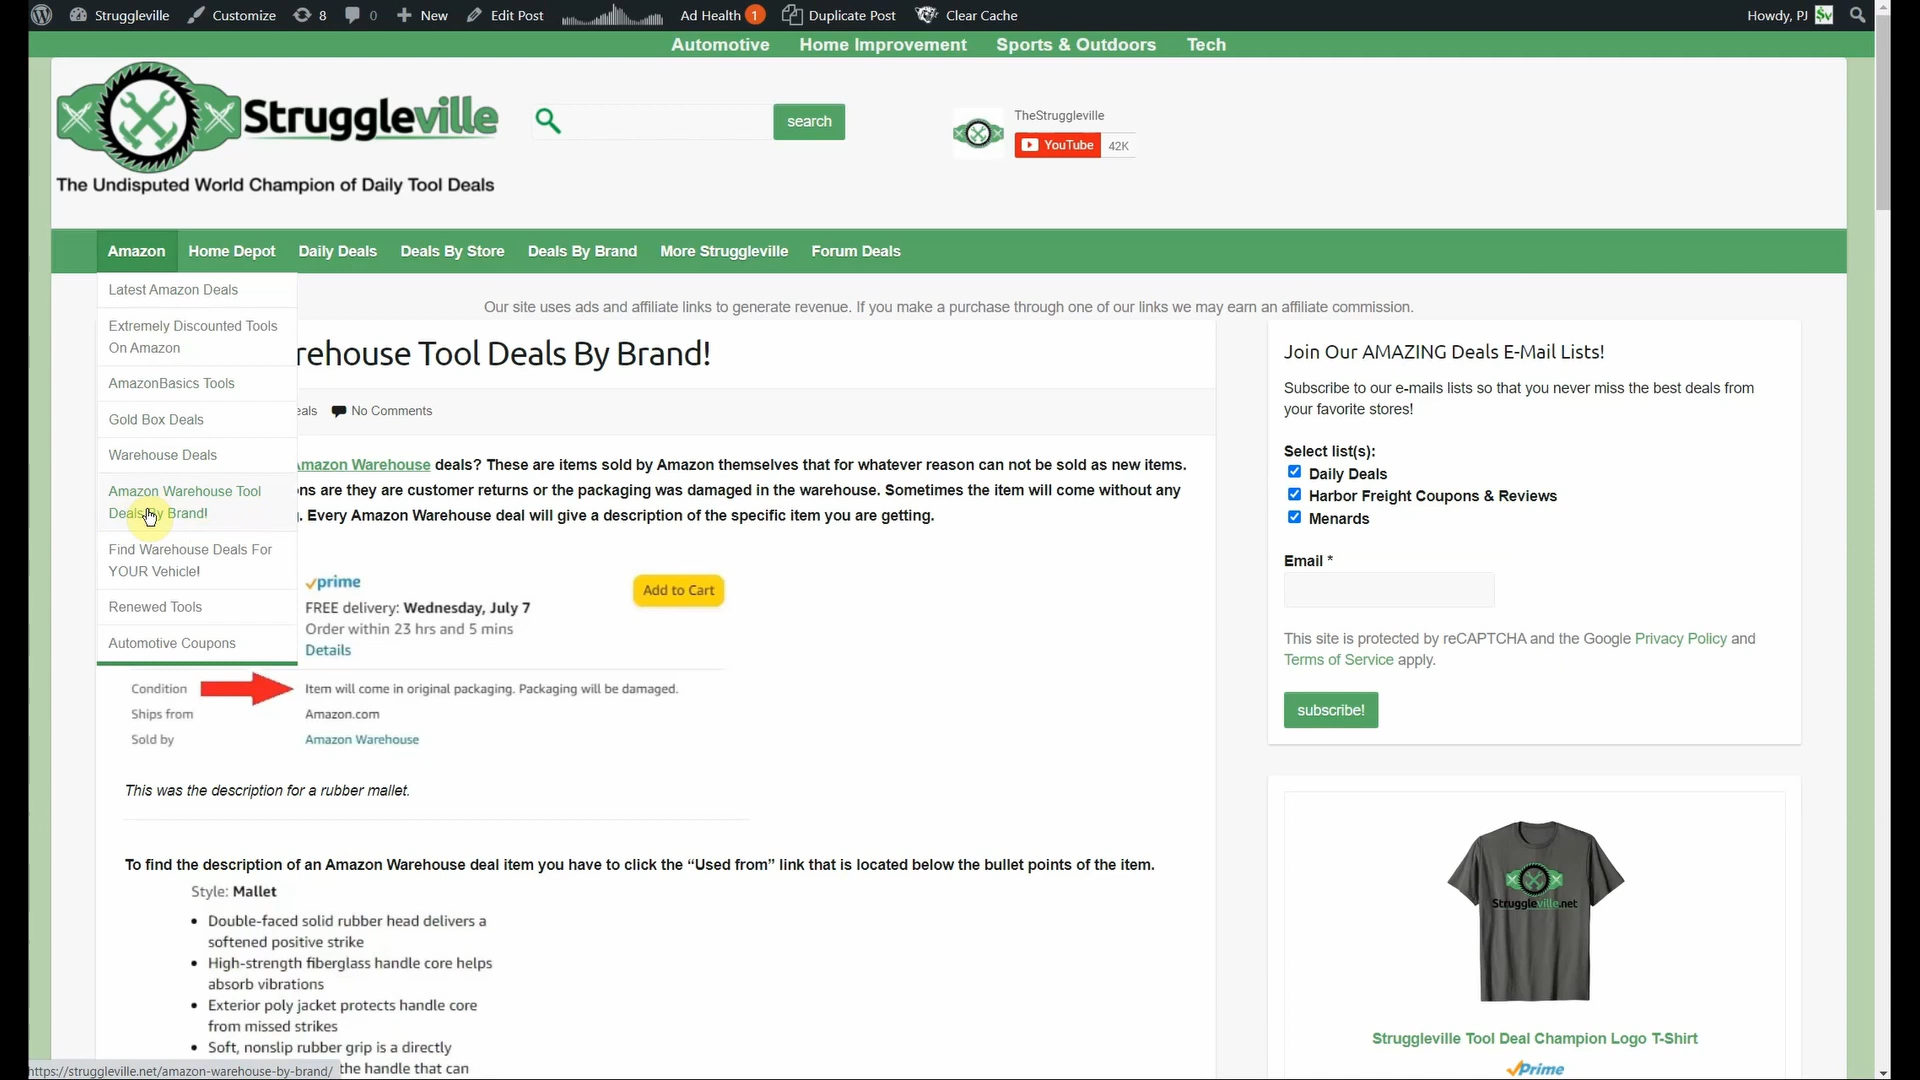 Struggleville
Customize
8
0
New
Edit Post
Ad Health 1
Duplicate Post
Clear Cache
Howdy, PJ
Automotive
Home Improvement
Sports & Outdoors
Tech
Struggleville
The Undisputed World Champion of Daily Tool Deals
search
TheStruggleville
YouTube 42K
Amazon
Home Depot
Daily Deals
Deals By Store
Deals By Brand
More Struggleville
Forum Deals
Latest Amazon Deals
Extremely Discounted Tools
On Amazon
AmazonBasics Tools
Gold Box Deals
Warehouse Deals
Amazon Warehouse Tool
Deals By Brand!
Find Warehouse Deals For
YOUR Vehicle!
Renewed Tools
Automotive Coupons
Our site uses ads and affiliate links to generate revenue. If you make a purchase through one of our links we may earn an affiliate commission.
rehouse Tool Deals By Brand!
eals
No Comments
mazon Warehouse deals? These are items sold by Amazon themselves that for whatever reason can not be sold as new items.
ns are they are customer returns or the packaging was damaged in the warehouse. Sometimes the item will come without any
. Every Amazon Warehouse deal will give a description of the specific item you are getting.
prime
FREE delivery: Wednesday, July 7
Order within 23 hrs and 5 mins
Details
Add to Cart
Condition Item will come in original packaging. Packaging will be damaged.
Ships from Amazon.com
Sold by Amazon Warehouse
This was the description for a rubber mallet.
To find the description of an Amazon Warehouse deal item you have to click the “Used from” link that is located below the bullet points of the item.
Style: Mallet
• Double-faced solid rubber head delivers a
softened positive strike
• High-strength fiberglass handle core helps
absorb vibrations
• Exterior poly jacket protects handle core
from missed strikes
• Soft, nonslip rubber grip is a directly
the handle that can
https://struggleville.net/amazon-warehouse-by-brand/
Join Our AMAZING Deals E-Mail Lists!
Subscribe to our e-mails lists so that you never miss the best deals from
your favorite stores!
Select list(s):
Daily Deals
Harbor Freight Coupons & Reviews
Menards
Email *
This site is protected by reCAPTCHA and the Google Privacy Policy and
Terms of Service apply.
subscribe!
Struggleville.net
Struggleville Tool Deal Champion Logo T-Shirt
Prime